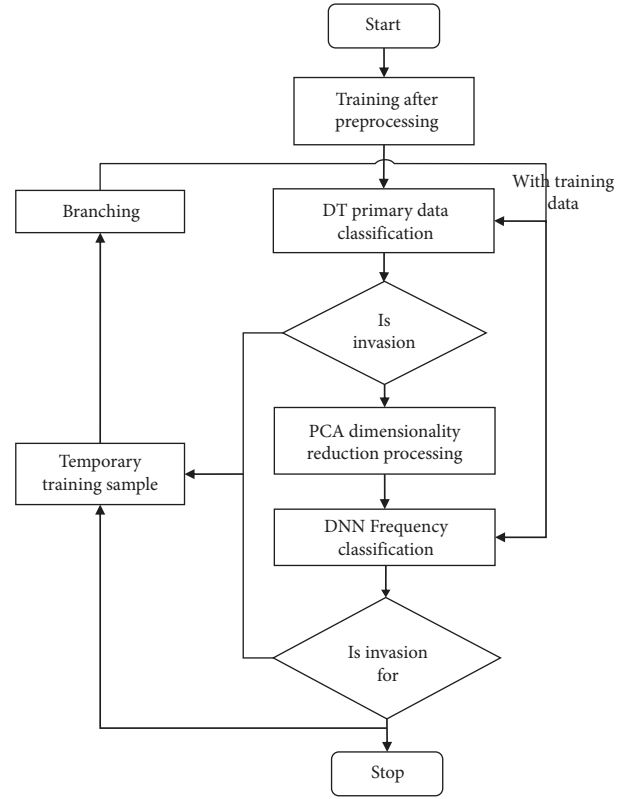 Start
Training after
preprocessing
With training
data
Branching
DT primary data
classification
Is
invasion
PCA dimensionality
reduction processing
Temporary
training sample
DNN Frequency
classification
Is invasion
for
Stop